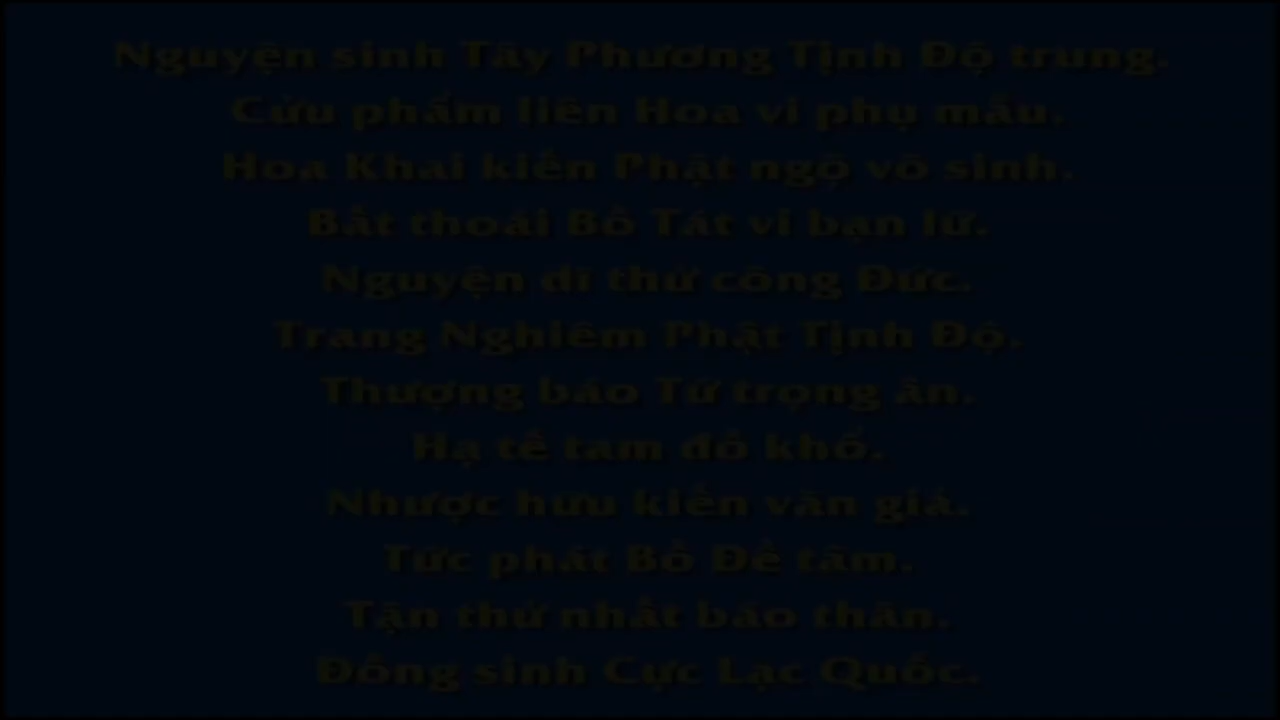 Nguyện sinh Tây Phương Tịnh Độ trung.
Cửu phẩm liên Hoa vi phụ mẫu.
Hoa Khai kiến Phật ngộ vô sinh.
Bất thoái Bồ Tát vi bạn lữ.
Nguyện dĩ thử công Đức.
Trang Nghiêm Phật Tịnh Độ.
Thượng báo Tứ trọng ân.
Hạ tế tam đồ khổ.
Nhược hữu kiến văn giả.
Tức phát Bồ Đề tâm.
Tận thử nhất báo thân.
Đồng sinh Cực Lạc Quốc.